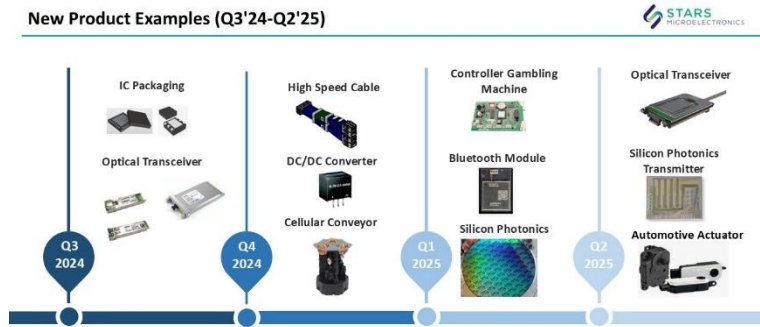 New Product Examples (Q3'24-Q2'25)
STARS
MICROELECTRONICS
IC Packaging
Optical Transceiver
Q3
2024
High Speed Cable
DC/DC Converter
Cellular Conveyor
Q4
2024
Controller Gambling
Machine
Bluetooth Module
Silicon Photonics
Q1
2025
Optical Transceiver
Silicon Photonics
Transmitter
Automotive Actuator
Q2
2025